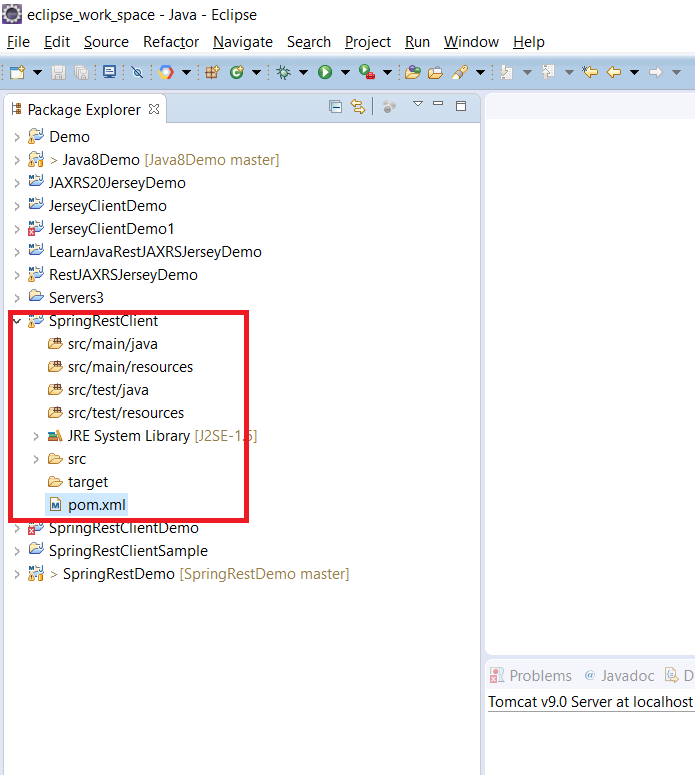 eclipse_work_space - Java - Eclipse
File Edit Source Refactor Navigate Search Project Run Window Help
Package Explorer
Demo
> Java8Demo [Java8Demo master]
JAXRS20JerseyDemo
JerseyClientDemo
JerseyClientDemo1
LearnJavaRestJAXRSJerseyDemo
RestJAXRSJerseyDemo
Servers3
SpringRestClient
src/main/java
src/main/resources
src/test/java
src/test/resources
JRE System Library [J2SE-1.5]
src
target
pom.xml
SpringRestClientDemo
SpringRestClientSample
> SpringRestDemo [SpringRestDemo master]
Problems @ Javadoc D
Tomcat v9.0 Server at localhost